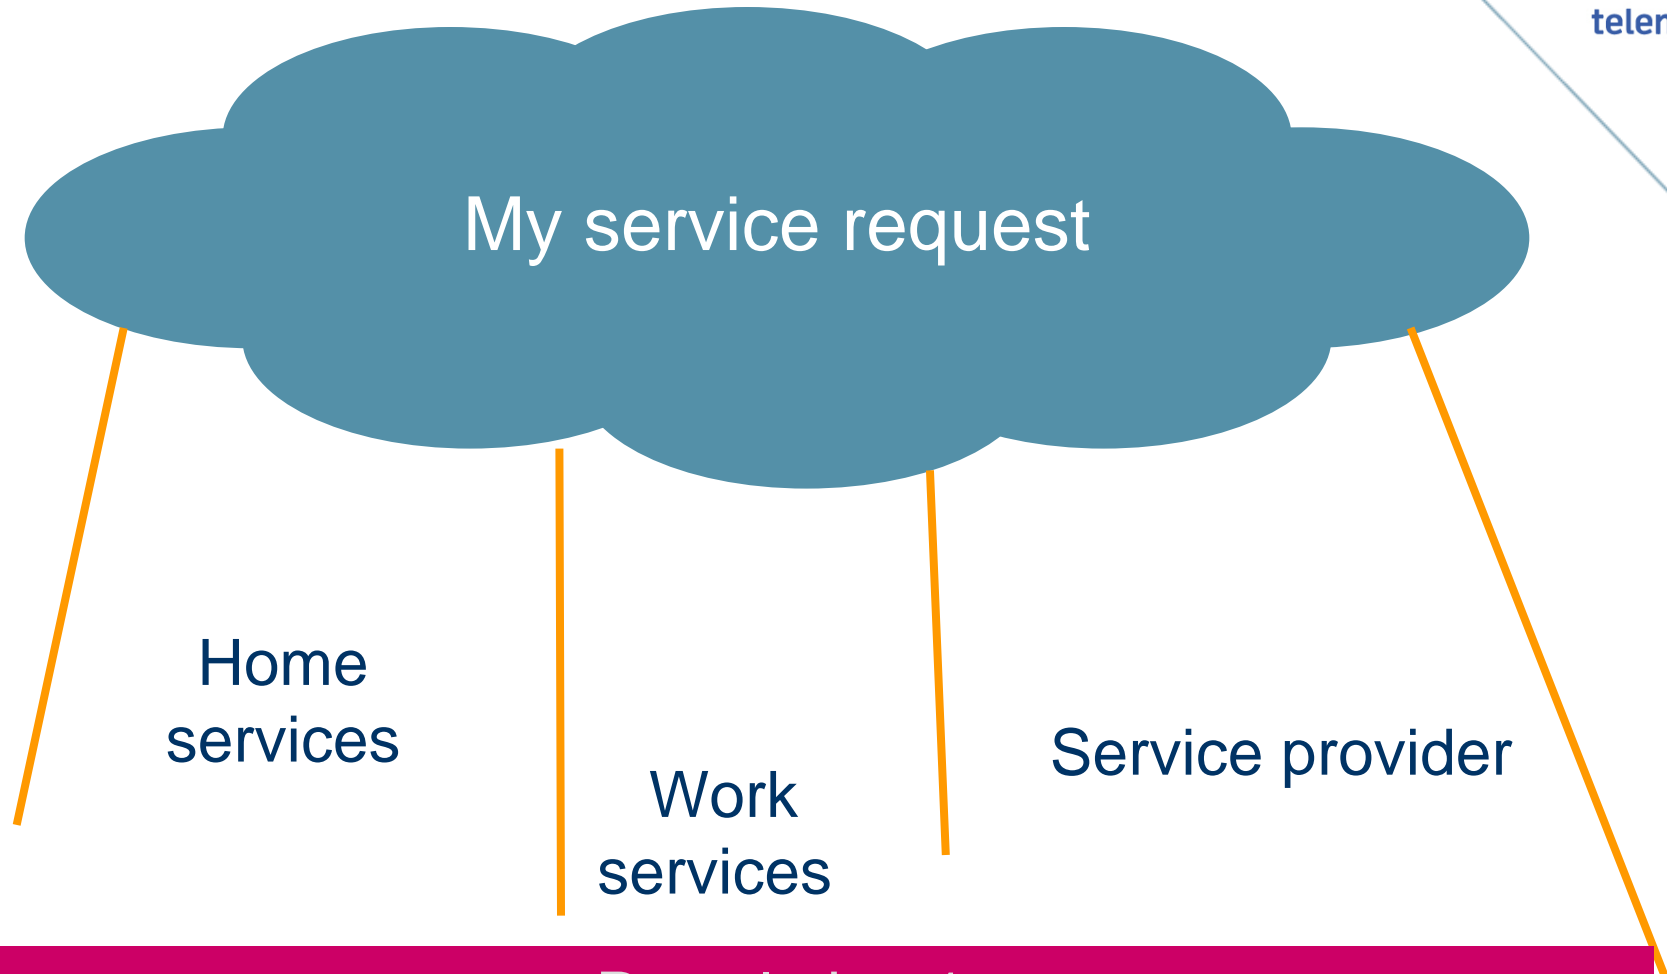 My service request
Home
services
Work
services
Service provider